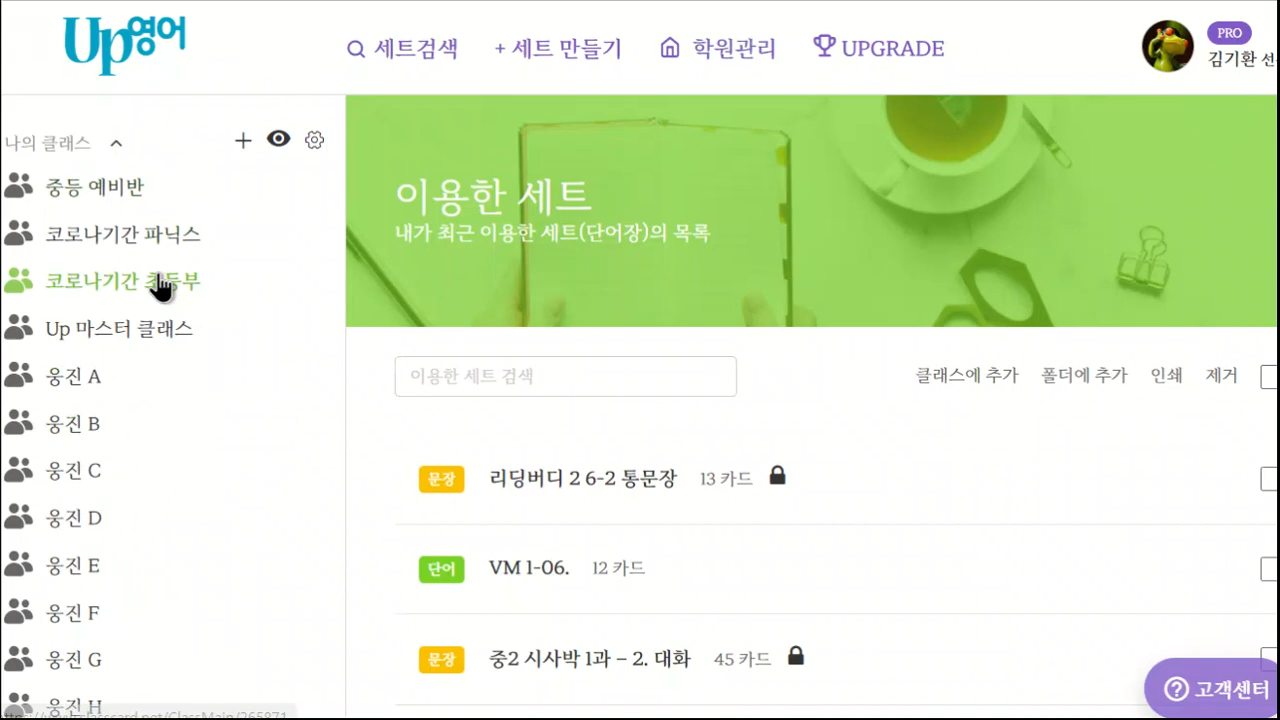 Up영어
세트검색
+ 세트 만들기
학원관리
UPGRADE
PRO
김기환 선
나의 클래스
중등 예비반
코로나기간 파닉스
코로나기간 초등부
Up 마스터 클래스
웅진 A
웅진 B
웅진 C
웅진 D
웅진 E
웅진 F
웅진 G
웅진 H
이용한 세트
내가 최근 이용한 세트(단어장)의 목록
이용한 세트 검색
클래스에 추가 폴더에 추가 인쇄 제거
문장 리딩버디 2 6-2 통문장 13 카드
단어 VM 1-06. 12 카드
문장 중2 시사박 1과 – 2. 대화 45 카드
고객센터